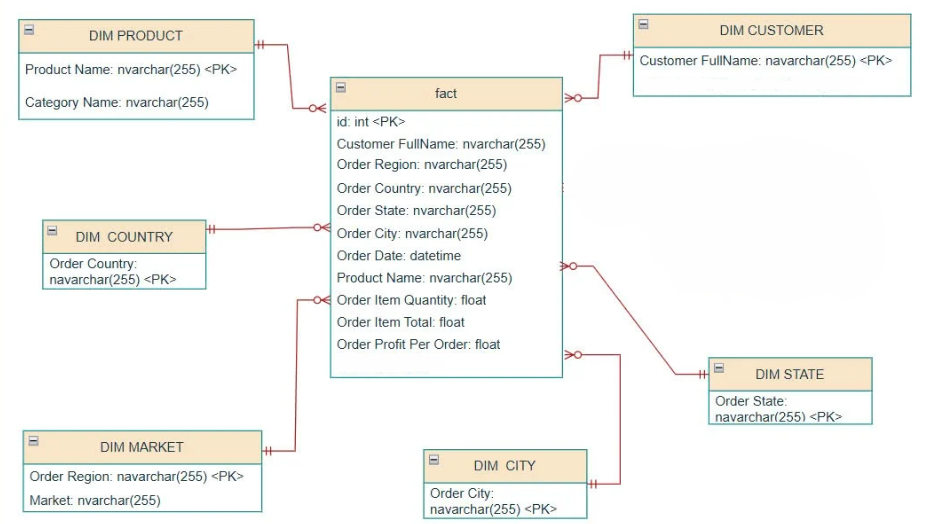 DIM PRODUCT
Product Name: nvarchar(255) <PK>
Category Name: nvarchar(255)
DIM CUSTOMER
Customer FullName: navarchar(255) <PK>
fact
id: int <PK>
Customer FullName: nvarchar(255)
Order Region: nvarchar(255)
Order Country: nvarchar(255)
Order State: nvarchar(255)
Order City: nvarchar(255)
Order Date: datetime
Product Name: nvarchar(255)
Order Item Quantity: float
Order Item Total: float
Order Profit Per Order: float
DIM COUNTRY
Order Country:
navarchar(255) <PK>
DIM STATE
Order State:
navarchar(255) <PK>
DIM MARKET
Order Region: navarchar(255) <PK>
Market: nvarchar(255)
DIM CITY
Order City:
navarchar(255) <PK>